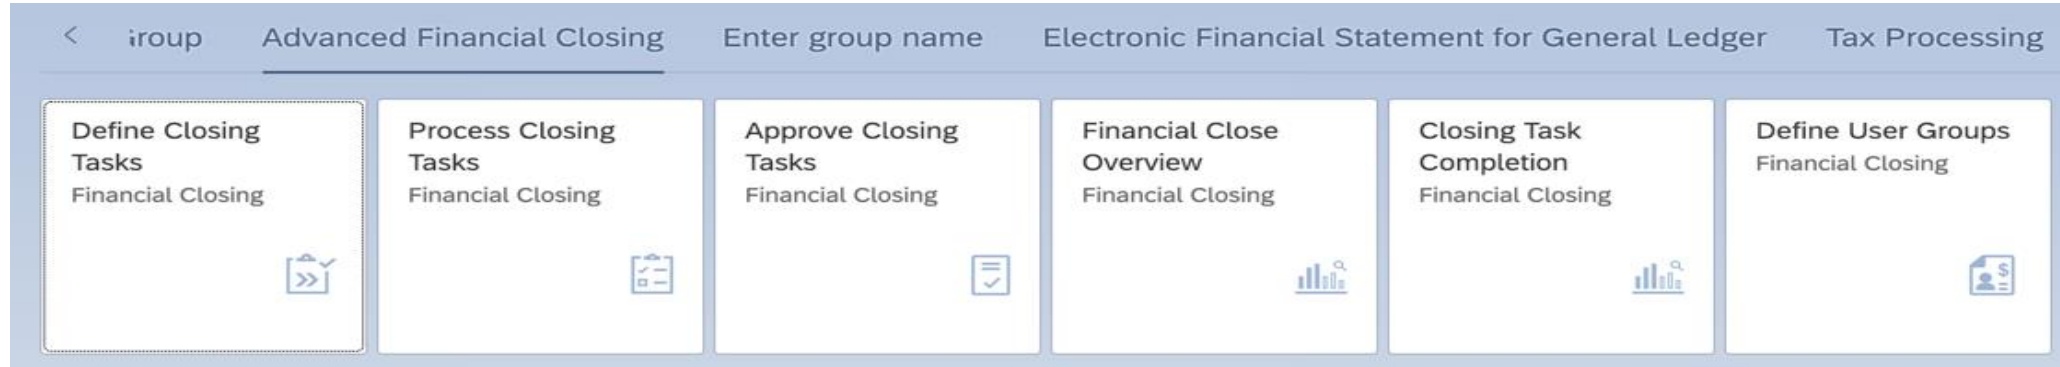 < Group Advanced Financial Closing Enter group name Electronic Financial Statement for General Ledger Tax Processing
Define Closing
Tasks
Financial Closing
Process Closing
Tasks
Financial Closing
Approve Closing
Tasks
Financial Closing
Financial Close
Overview
Financial Closing
Closing Task
Completion
Financial Closing
Define User Groups
Financial Closing